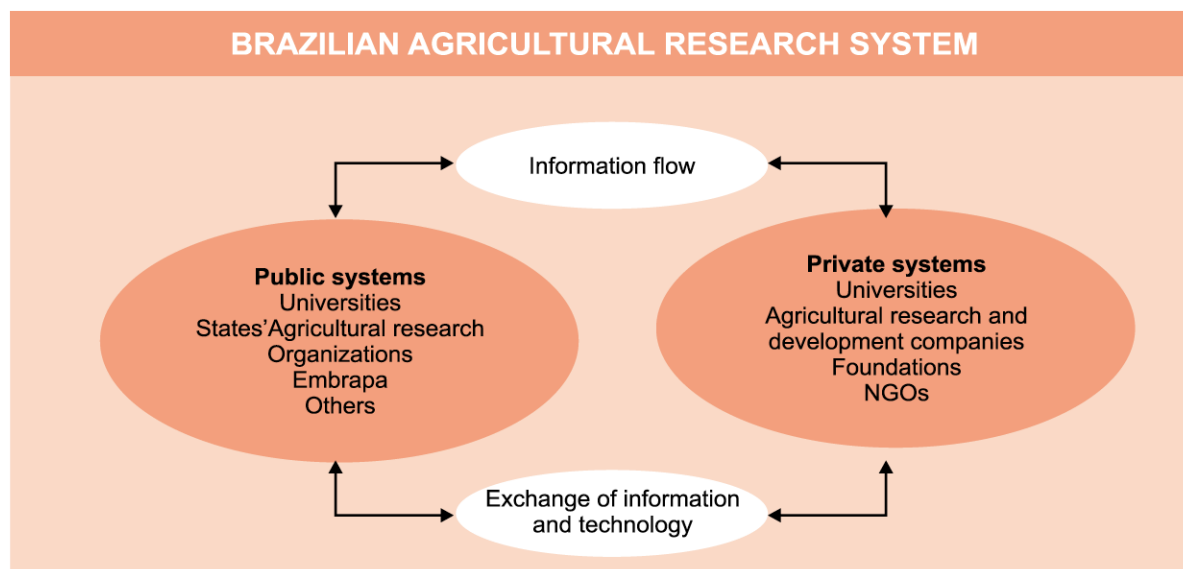 BRAZILIAN AGRICULTURAL RESEARCH SYSTEM
Information flow
Public systems
Universities
States’Agricultural research
Organizations
Embrapa
Others
Private systems
Universities
Agricultural research and
development companies
Foundations
NGOs
Exchange of information
and technology